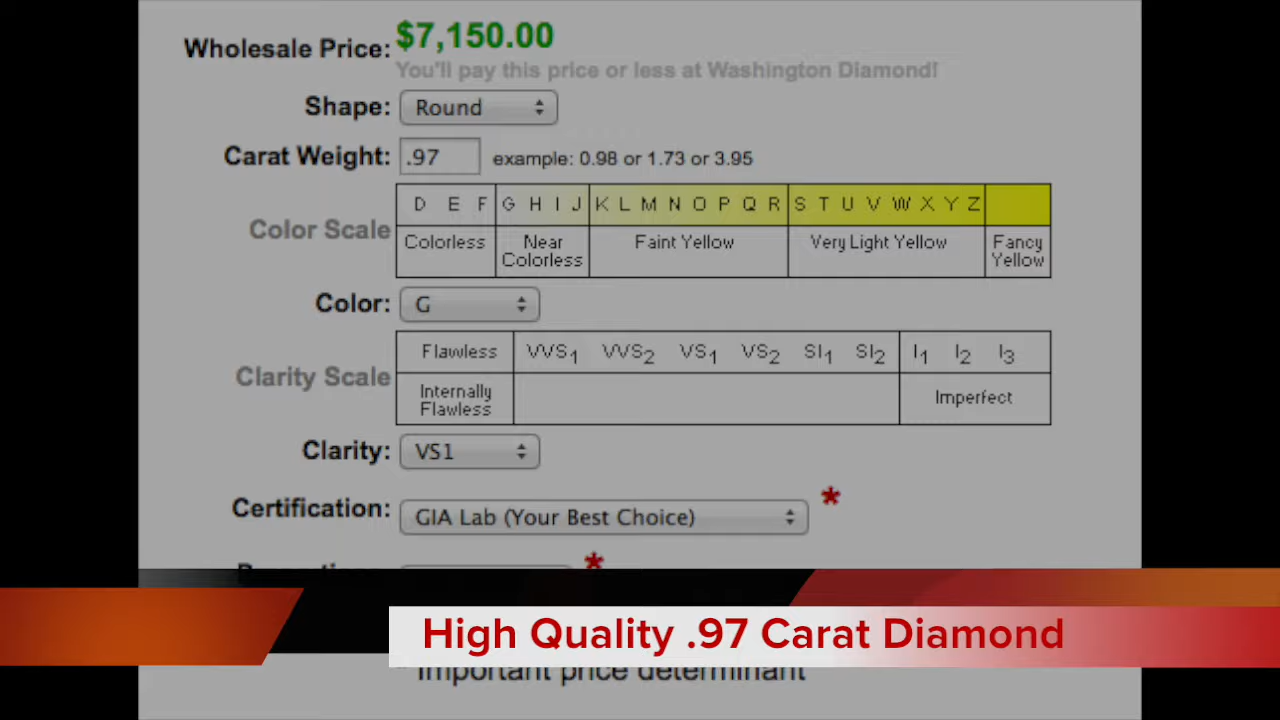 Wholesale Price: $7,150.00
You'll pay this price or less at Washington Diamond!
Shape: Round
Carat Weight: .97 example: 0.98 or 1.73 or 3.95
D E F G H I J K L M N O P Q R S T U V W X Y Z
Color Scale
Colorless Near Colorless Faint Yellow Very Light Yellow Fancy Yellow
Color: G
Flawless VVS1 VVS2 VS1 VS2 SI1 SI2 I1 I2 I3
Clarity Scale
Internally Flawless Imperfect
Clarity: VS1
Certification: GIA Lab (Your Best Choice) *
*
High Quality .97 Carat Diamond
* Important price determinant